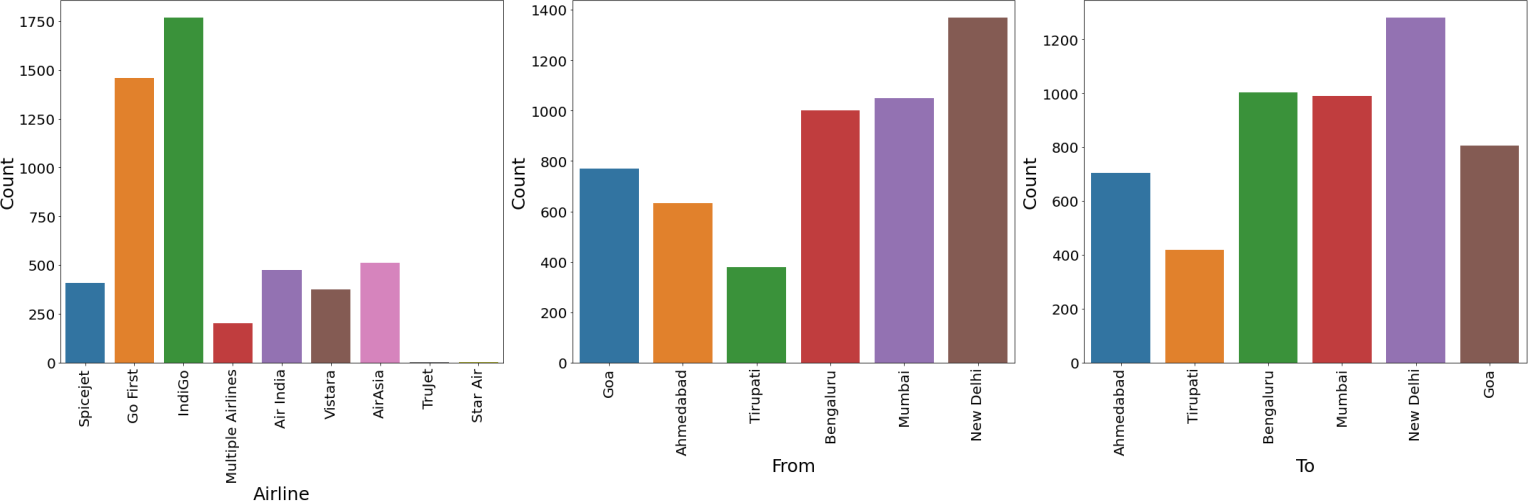 1750
1500
1250
1000
750
500
250
0
Count
Spicejet
Go First
IndiGo
Multiple Airlines
Air India
Vistara
AirAsia
TruJet
Star Air
Airline
1400
1200
1000
800
600
400
200
0
Count
Goa
Ahmedabad
Tirupati
Bengaluru
Mumbai
New Delhi
From
1200
1000
800
600
400
200
0
Count
Ahmedabad
Tirupati
Bengaluru
Mumbai
New Delhi
Goa
To